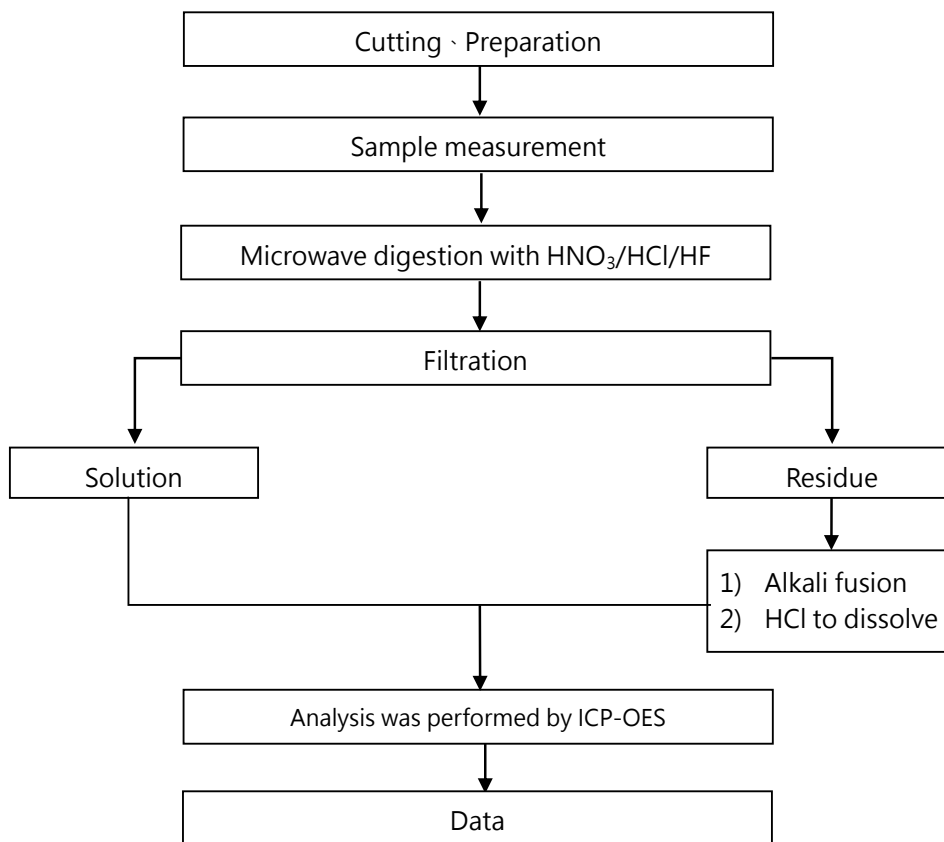 Cutting、Preparation
Sample measurement
Microwave digestion with HNO₃/HCl/HF
Filtration
Solution
Residue
1) Alkali fusion
2) HCl to dissolve
Analysis was performed by ICP-OES
Data